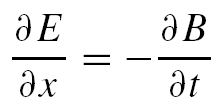 ∂E/∂x = −∂B/∂t